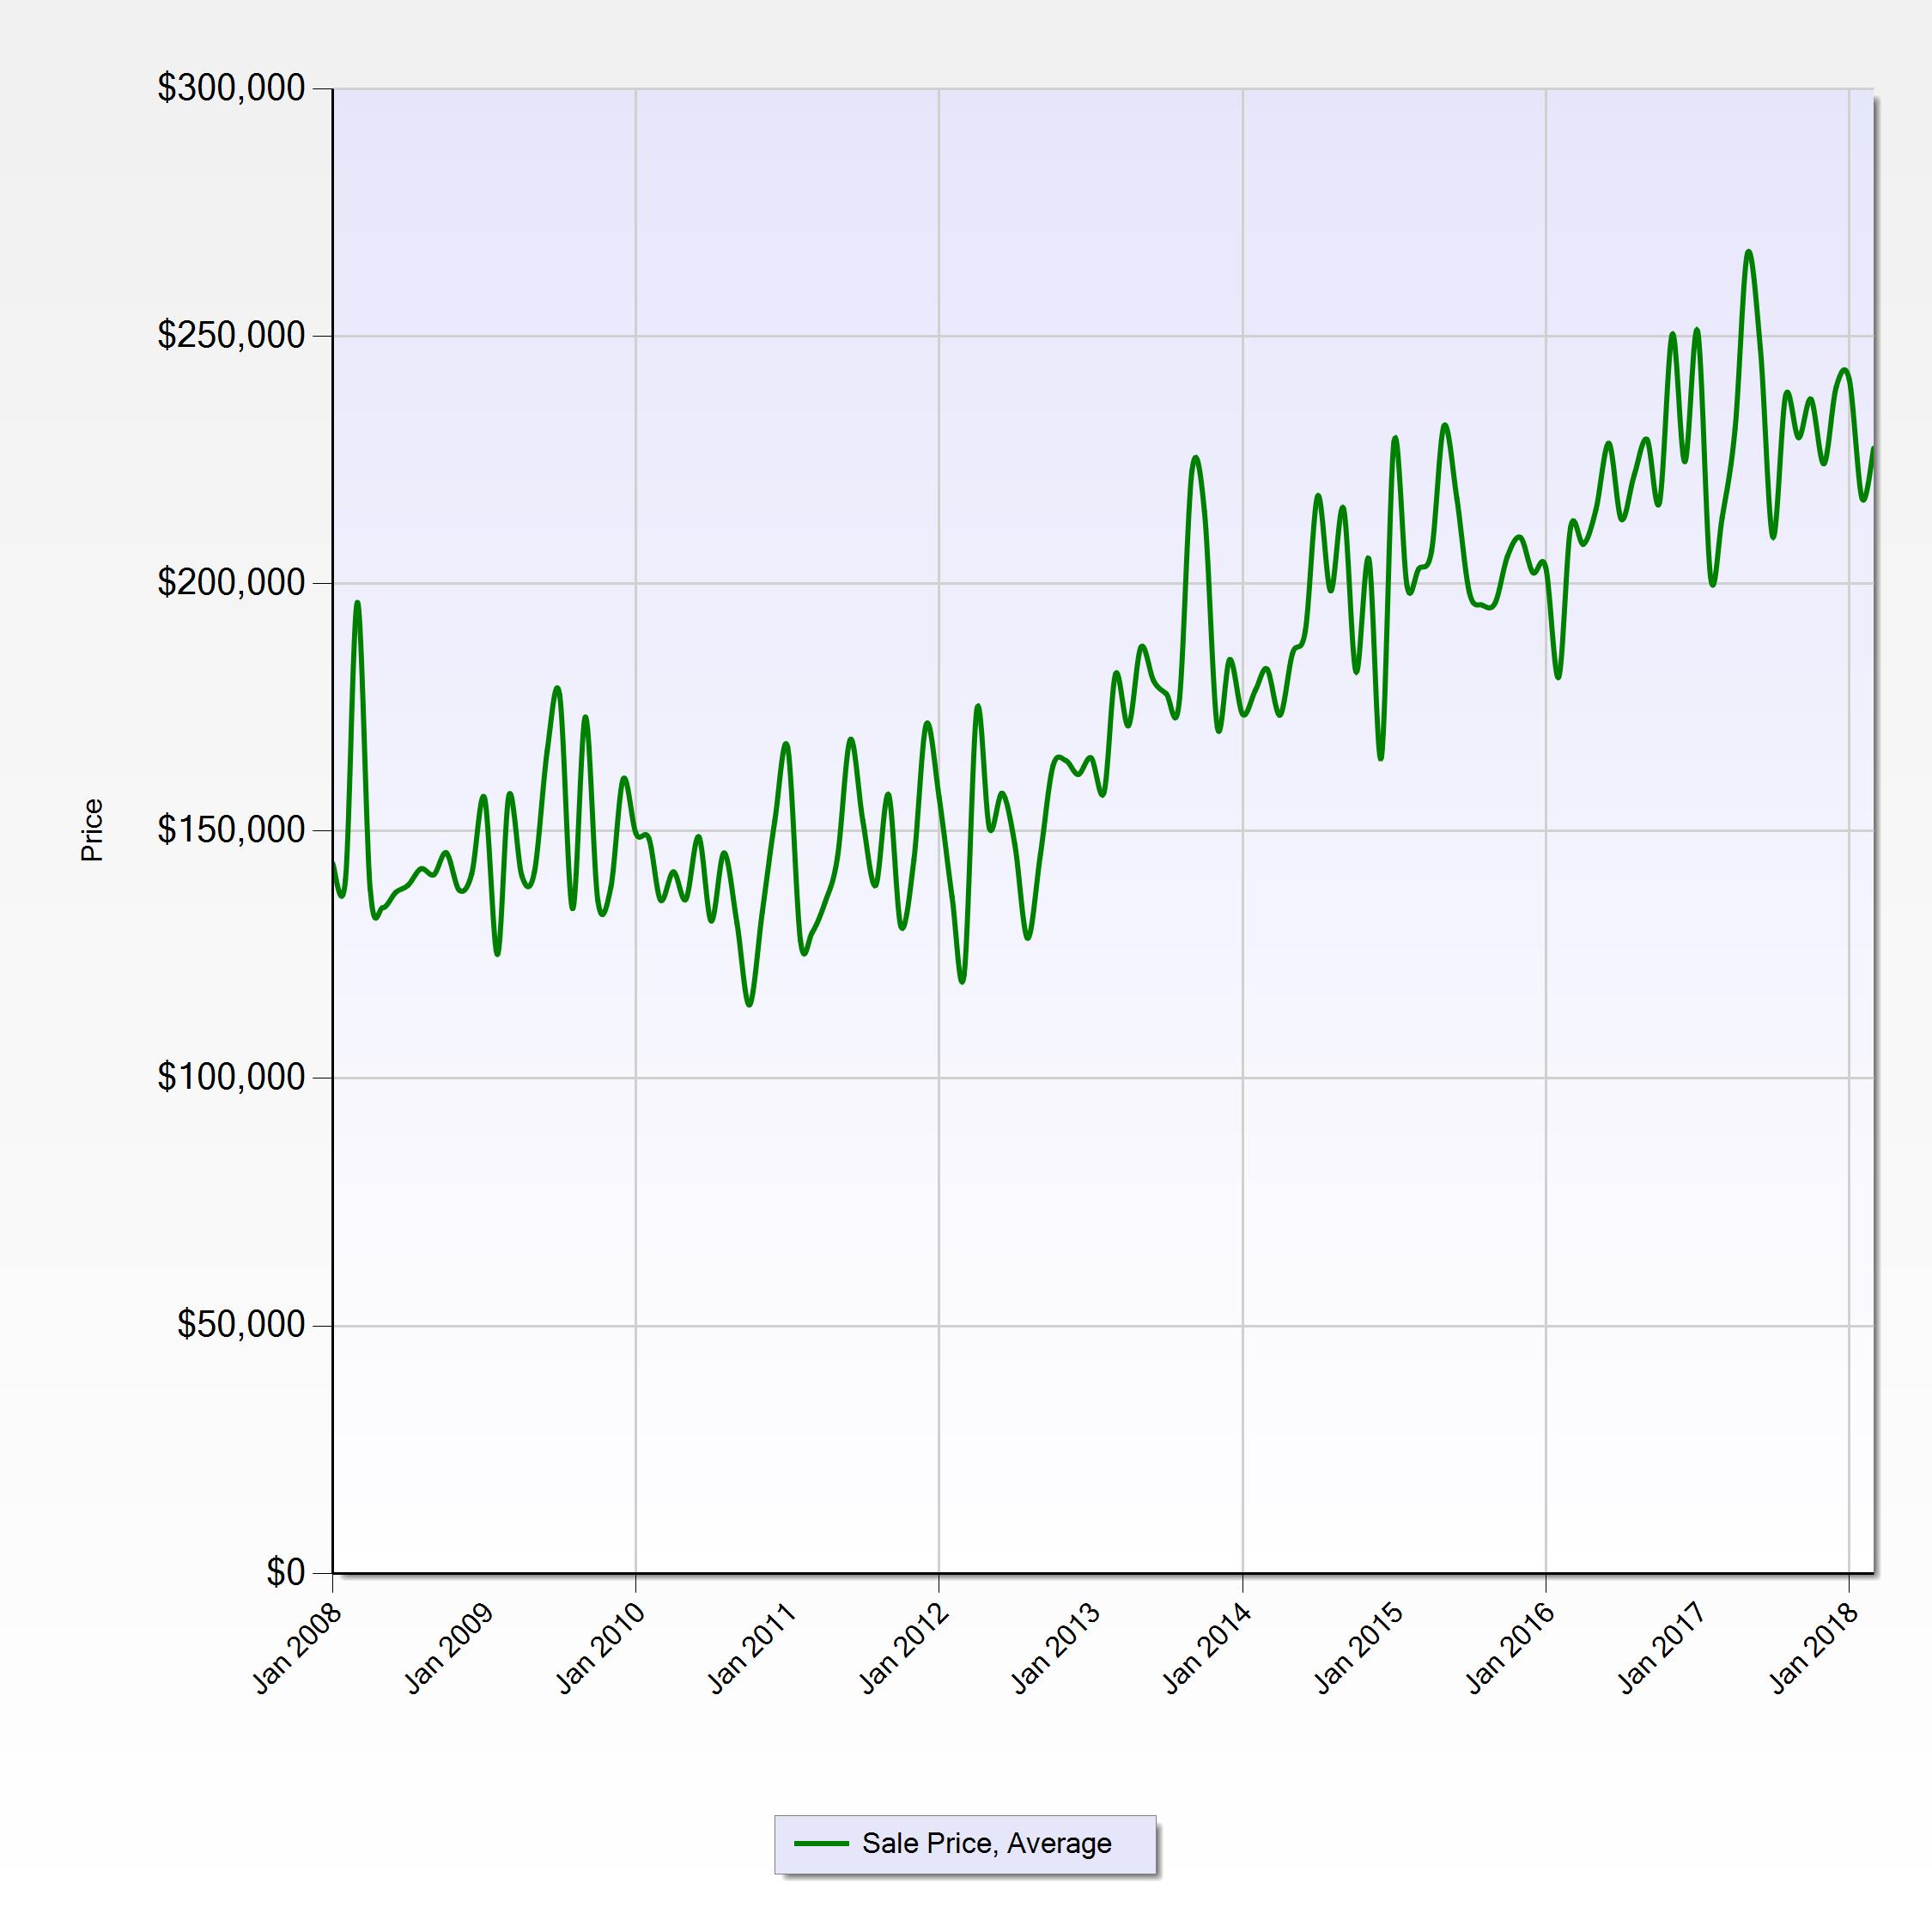 $300,000
$250,000
$200,000
$150,000
$100,000
$50,000
$0
Price
Jan 2008
Jan 2009
Jan 2010
Jan 2011
Jan 2012
Jan 2013
Jan 2014
Jan 2015
Jan 2016
Jan 2017
Jan 2018
Sale Price, Average